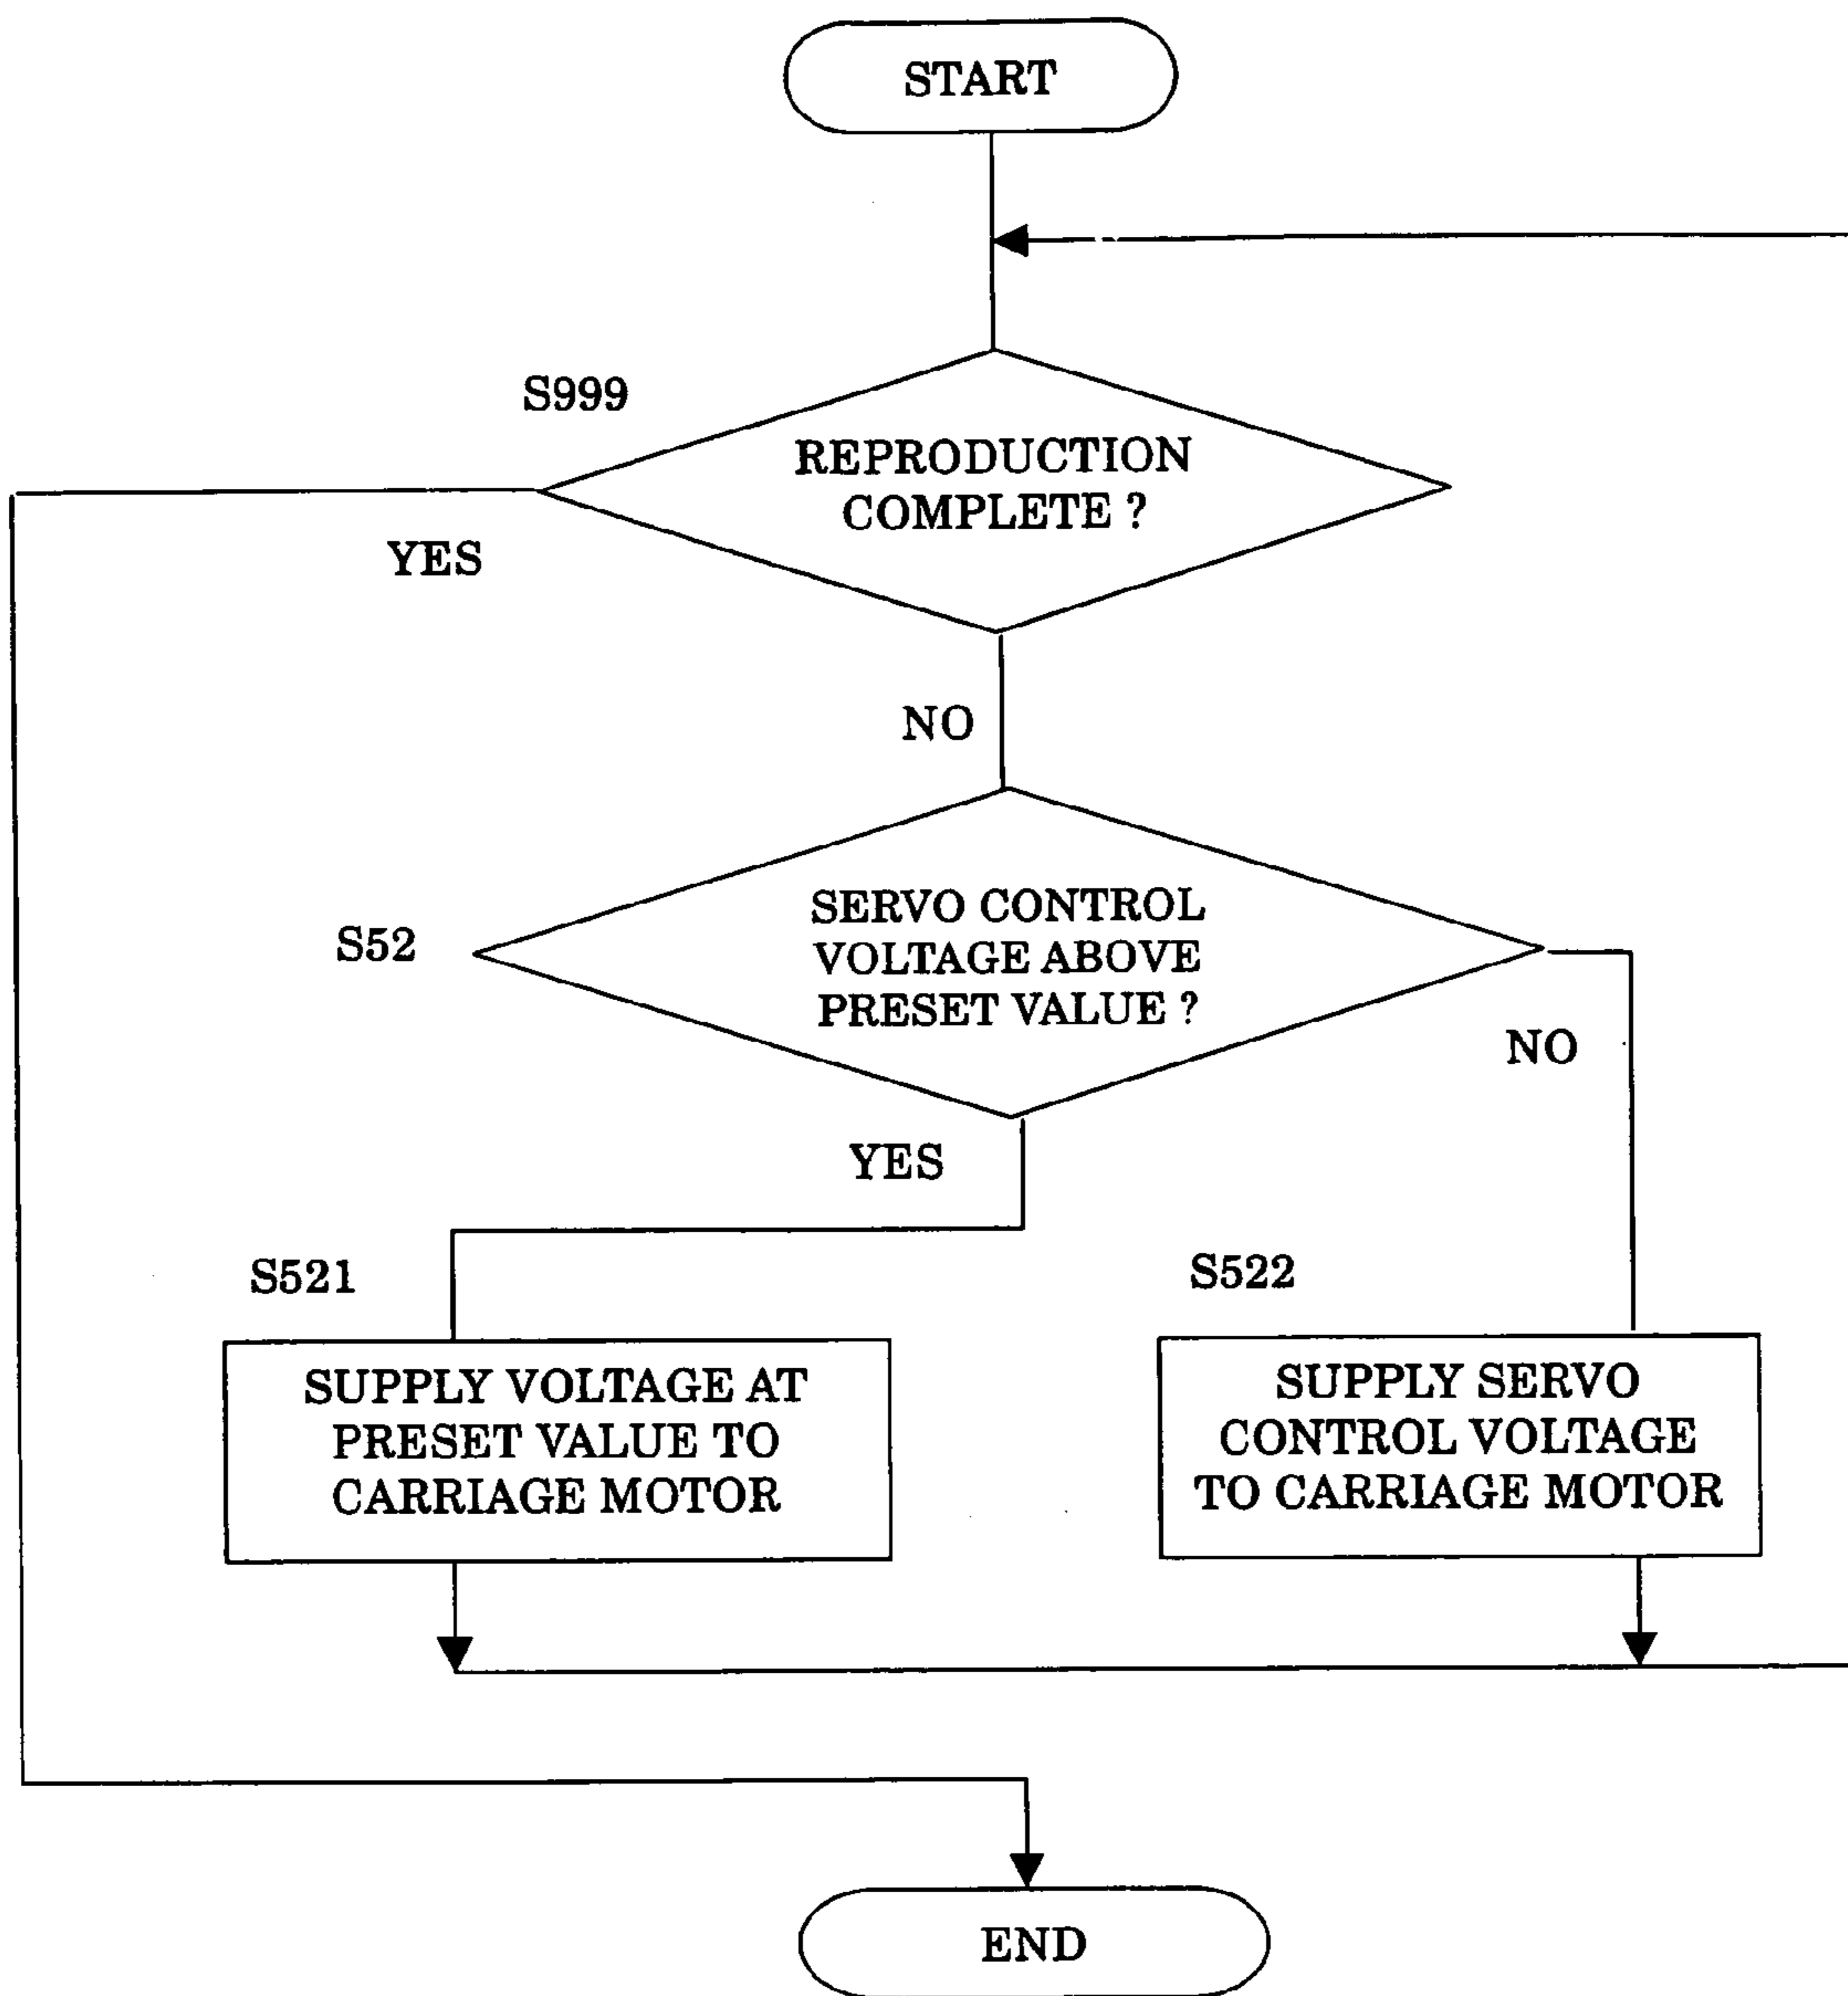 START
S999
REPRODUCTION
COMPLETE ?
YES
NO
S52
SERVO CONTROL
VOLTAGE ABOVE
PRESET VALUE ?
NO
YES
S521
SUPPLY VOLTAGE AT
PRESET VALUE TO
CARRIAGE MOTOR
S522
SUPPLY SERVO
CONTROL VOLTAGE
TO CARRIAGE MOTOR
END